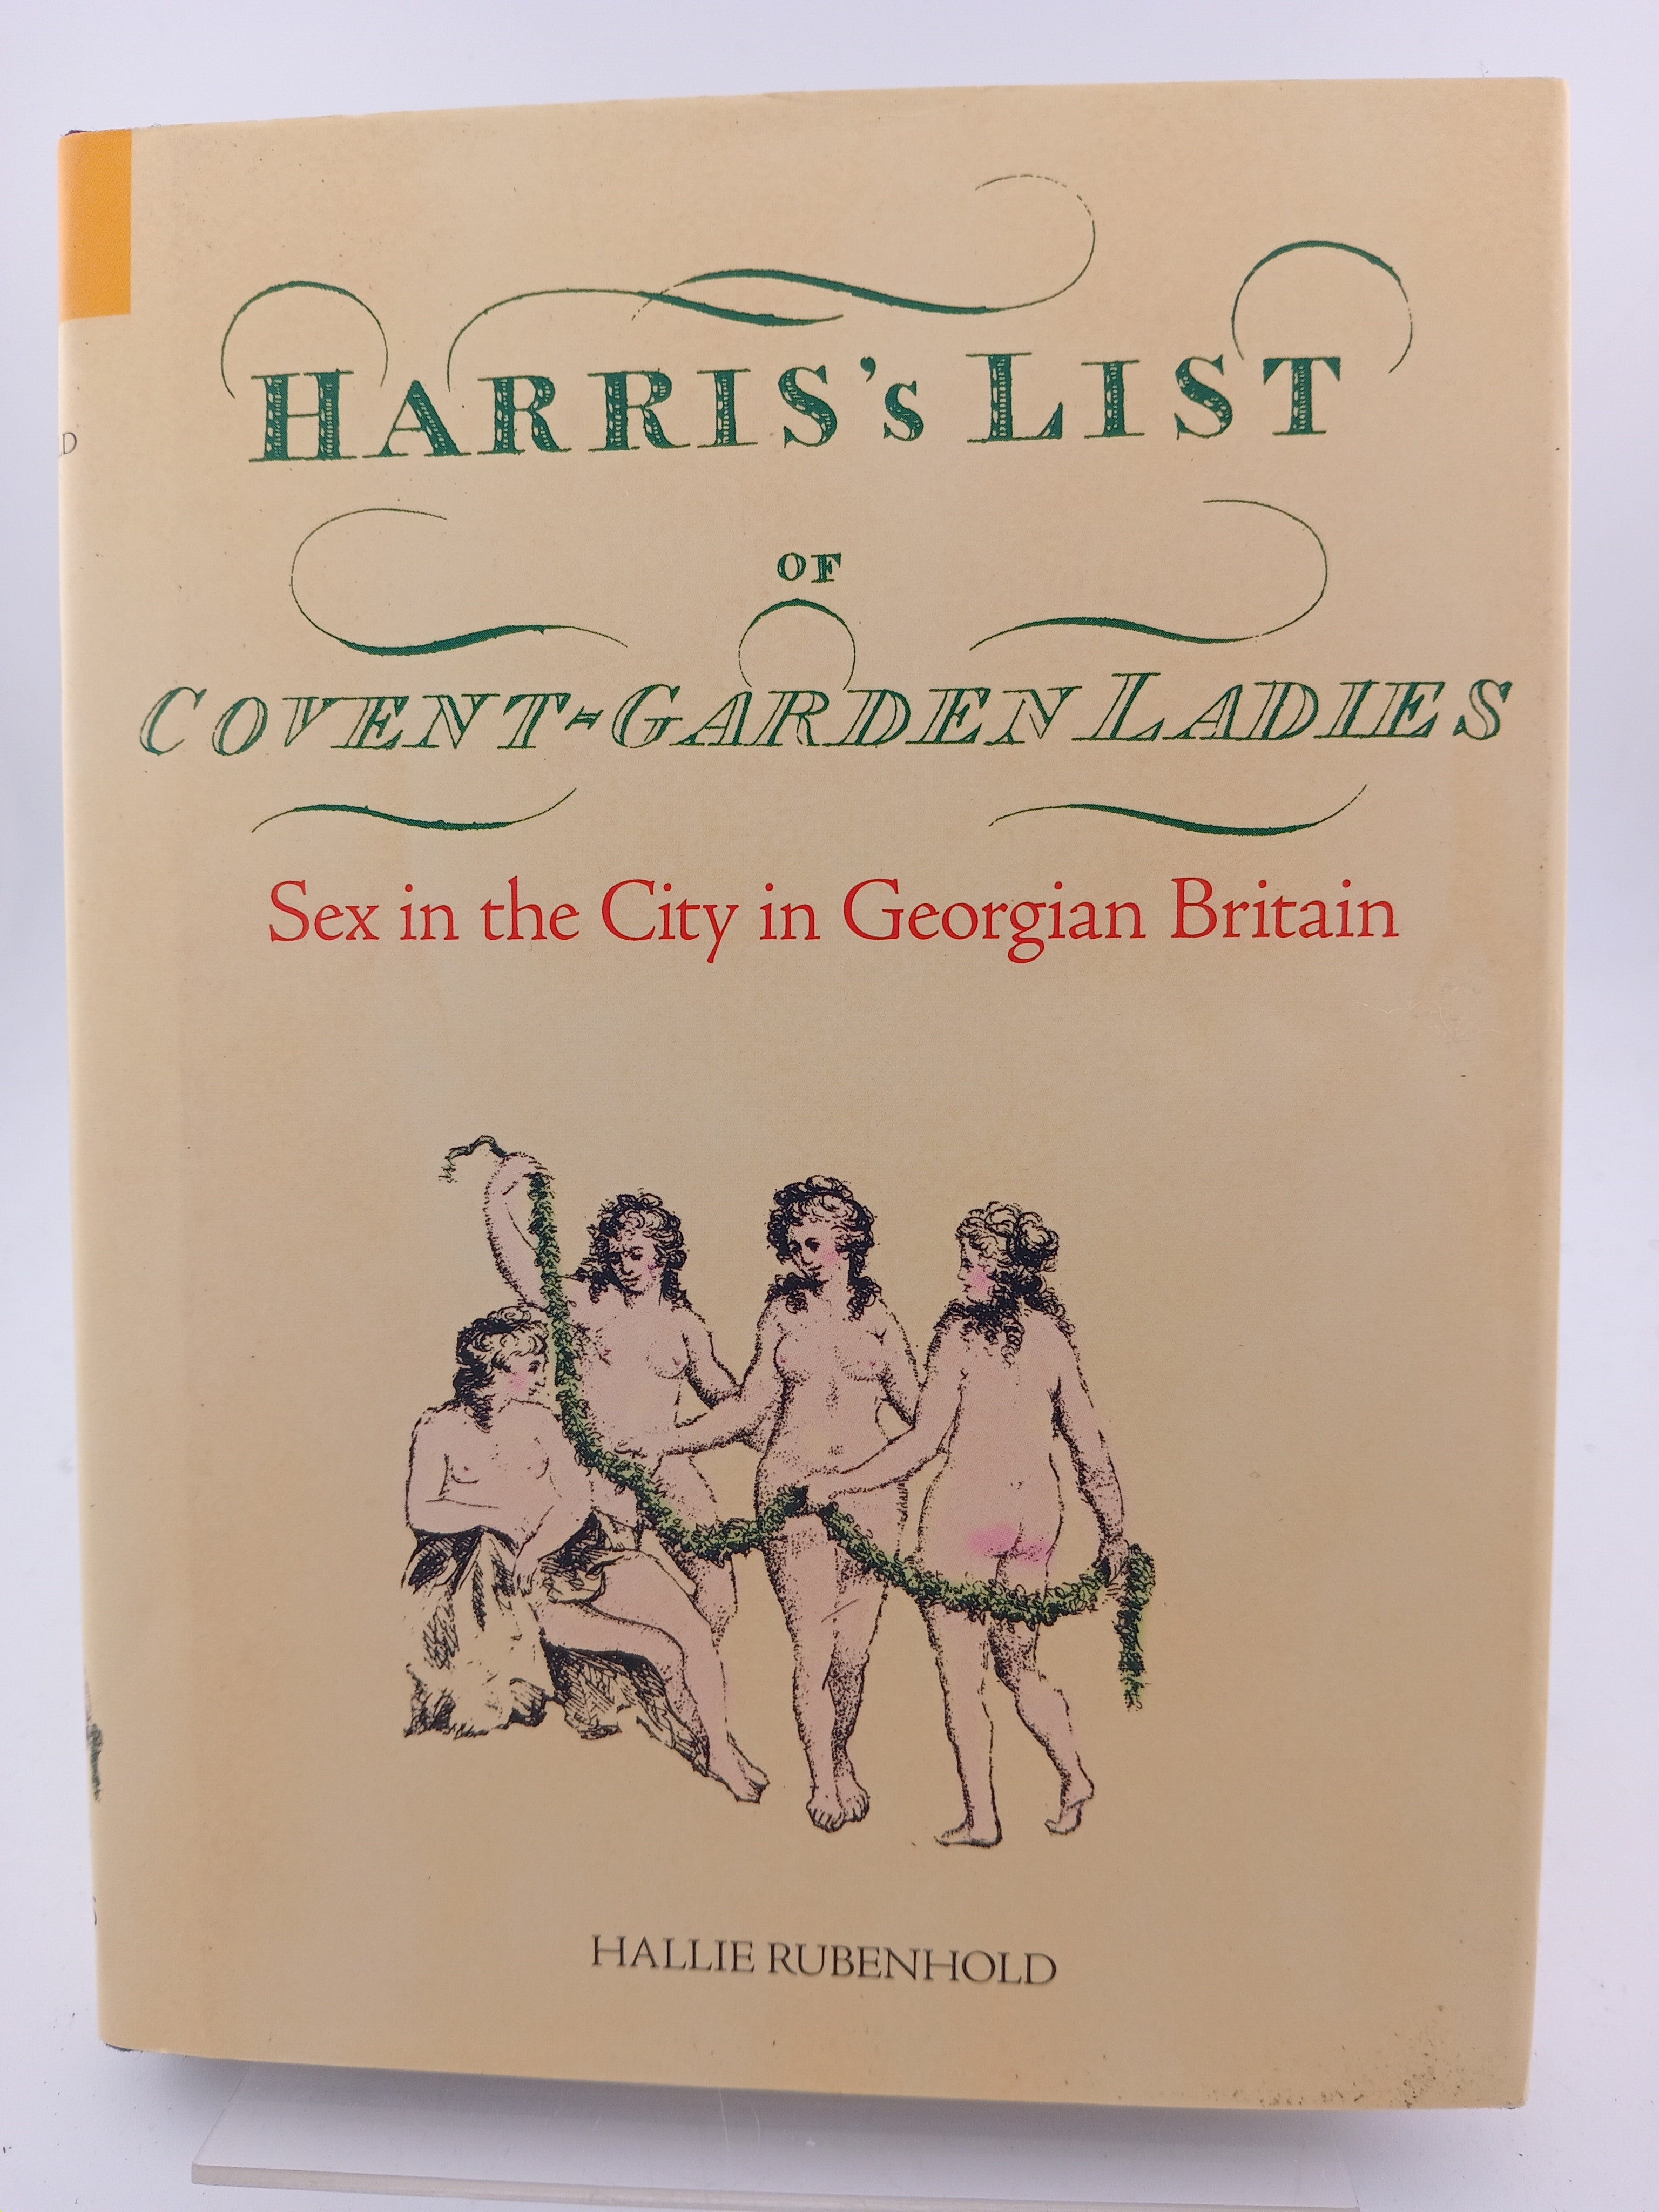 HARRIS's LIST
OF
COVENT-GARDEN LADIES
Sex in the City in Georgian Britain
HALLIE RUBENHOLD
D